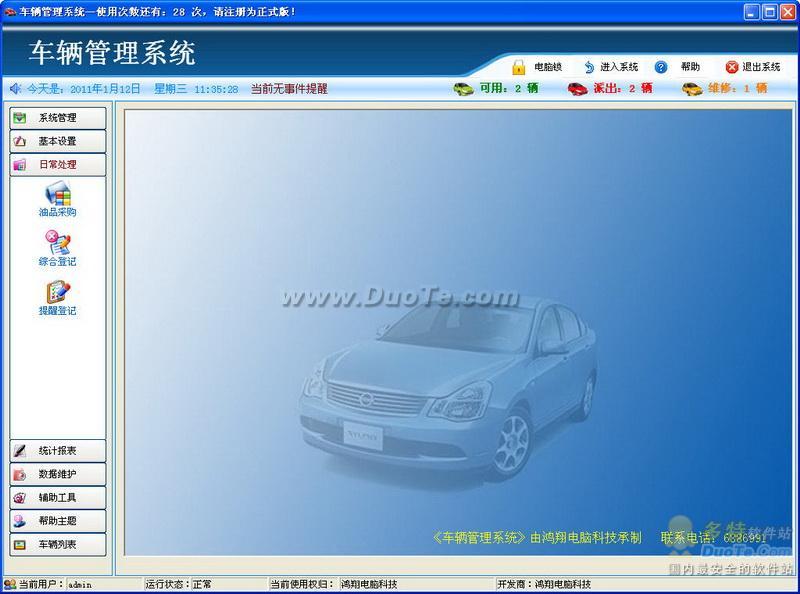 车辆管理系统—使用次数还有: 28 次，请注册为正式版!
车辆管理系统
电脑锁 进入系统 帮助 退出系统
今天是: 2011年1月12日 星期三 11:35:28 当前无事件提醒 可用: 2 辆 派出: 2 辆 维修: 1 辆
系统管理
基本设置
日常处理
油品采购
综合登记
提醒登记
www.DuoTe.com
统计报表
数据维护
辅助工具
帮助主题
车辆列表
《车辆管理系统》由鸿翔电脑科技承制 联系电话: 6886991
多特软件站
DuoTe.Com
国内最安全的软件站
当前用户: admin 运行状态: 正常 当前使用权归: 鸿翔电脑科技 开发商: 鸿翔电脑科技